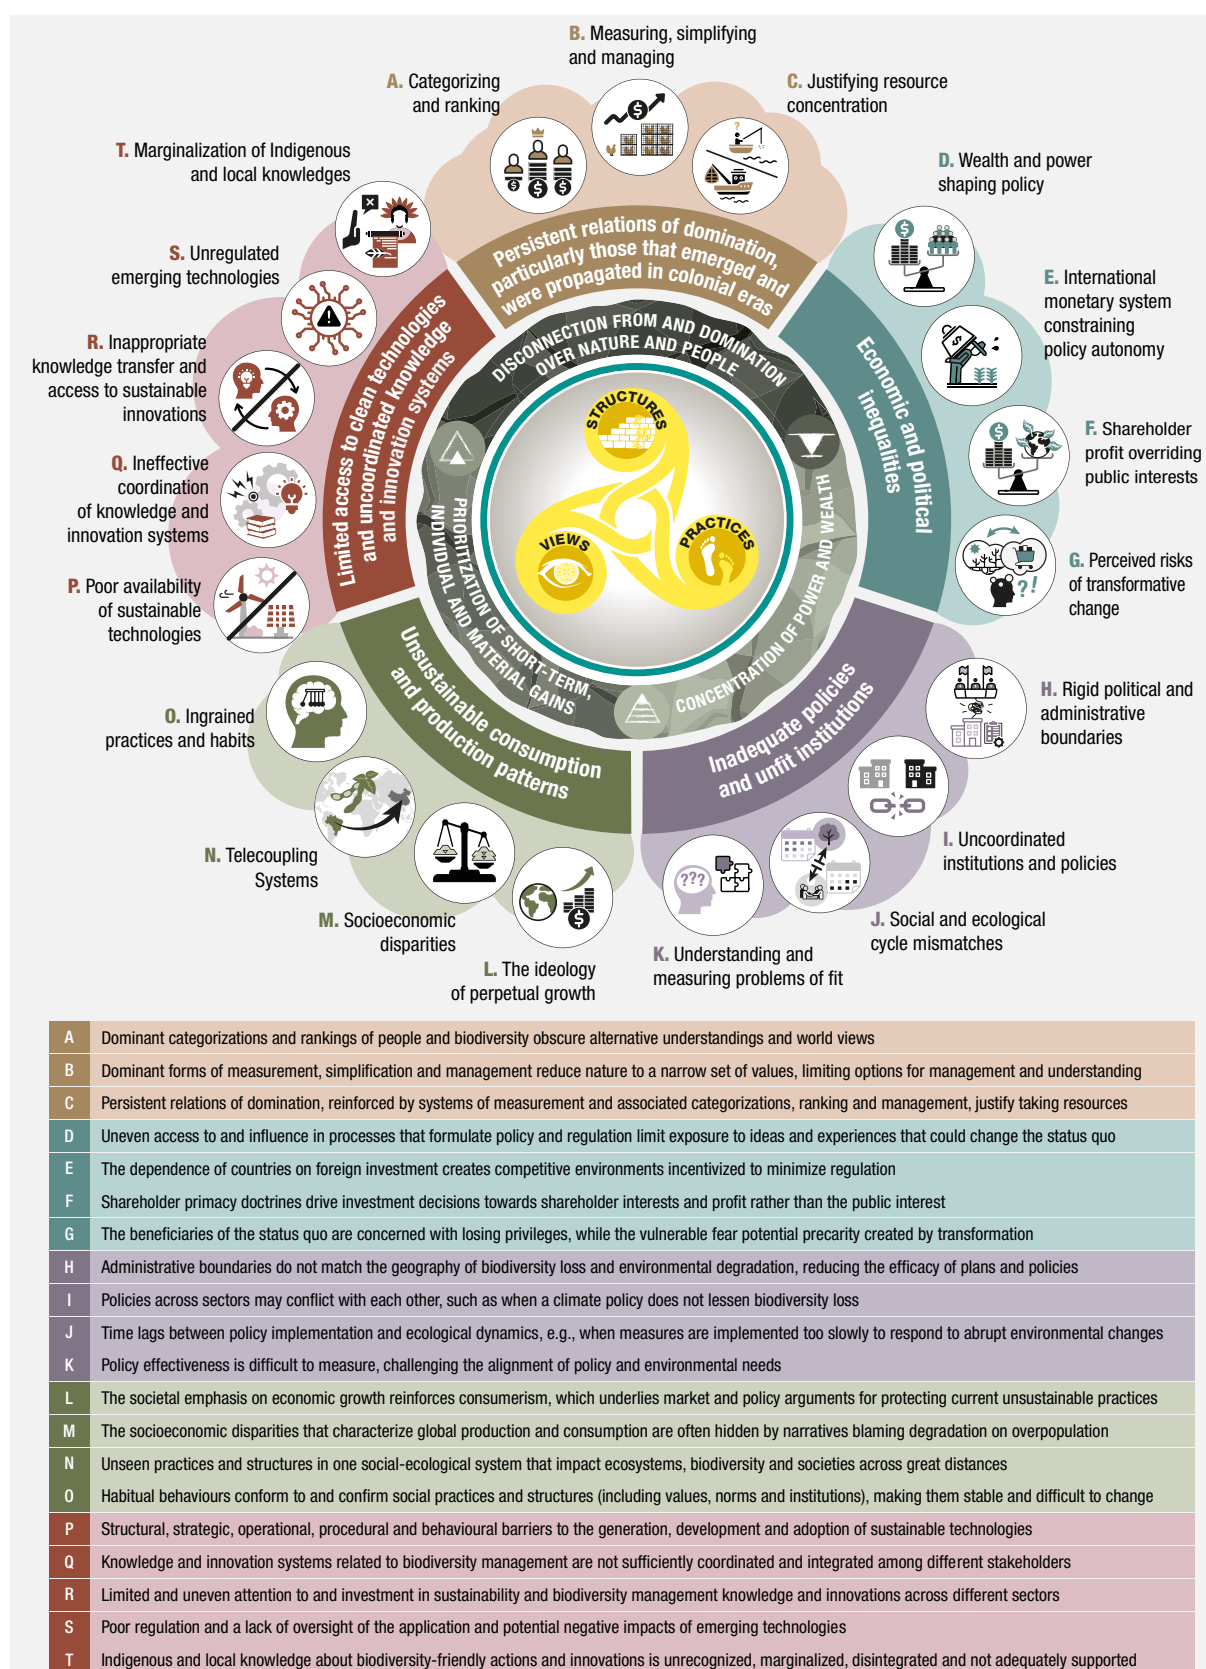 B. Measuring, simplifying
and managing
A. Categorizing
and ranking
C. Justifying resource
concentration
T. Marginalization of Indigenous
and local knowledges
D. Wealth and power
shaping policy
S. Unregulated
emerging technologies
E. International
monetary system
constraining
policy autonomy
R. Inappropriate
knowledge transfer and
access to sustainable
innovations
F. Shareholder
profit overriding
public interests
Q. Ineffective
coordination
of knowledge and
innovation systems
G. Perceived risks
of transformative
change
P. Poor availability
of sustainable
technologies
H. Rigid political and
administrative
boundaries
O. Ingrained
practices and habits
I. Uncoordinated
institutions and policies
N. Telecoupling
Systems
J. Social and ecological
cycle mismatches
M. Socioeconomic
disparities
K. Understanding and
measuring problems of fit
L. The ideology
of perpetual growth
Persistent relations of domination,
particularly those that emerged and
were propagated in colonial eras
Economic and political
inequalities
Inadequate policies
and unfit institutions
Unsustainable consumption
and production patterns
Limited access to clean technologies
and uncoordinated knowledge
and innovation systems
DISCONNECTION FROM AND DOMINATION
OVER NATURE AND PEOPLE
CONCENTRATION OF POWER AND WEALTH
PRIORITIZATION OF SHORT-TERM,
INDIVIDUAL AND MATERIAL GAINS
STRUCTURES
VIEWS
PRACTICES
$
$
$
$
$
?
$
$
$
?!
???
$
A Dominant categorizations and rankings of people and biodiversity obscure alternative understandings and world views
B Dominant forms of measurement, simplification and management reduce nature to a narrow set of values, limiting options for management and understanding
C Persistent relations of domination, reinforced by systems of measurement and associated categorizations, ranking and management, justify taking resources
D Uneven access to and influence in processes that formulate policy and regulation limit exposure to ideas and experiences that could change the status quo
E The dependence of countries on foreign investment creates competitive environments incentivized to minimize regulation
F Shareholder primacy doctrines drive investment decisions towards shareholder interests and profit rather than the public interest
G The beneficiaries of the status quo are concerned with losing privileges, while the vulnerable fear potential precarity created by transformation
H Administrative boundaries do not match the geography of biodiversity loss and environmental degradation, reducing the efficacy of plans and policies
I Policies across sectors may conflict with each other, such as when a climate policy does not lessen biodiversity loss
J Time lags between policy implementation and ecological dynamics, e.g., when measures are implemented too slowly to respond to abrupt environmental changes
K Policy effectiveness is difficult to measure, challenging the alignment of policy and environmental needs
L The societal emphasis on economic growth reinforces consumerism, which underlies market and policy arguments for protecting current unsustainable practices
M The socioeconomic disparities that characterize global production and consumption are often hidden by narratives blaming degradation on overpopulation
N Unseen practices and structures in one social-ecological system that impact ecosystems, biodiversity and societies across great distances
O Habitual behaviours conform to and confirm social practices and structures (including values, norms and institutions), making them stable and difficult to change
P Structural, strategic, operational, procedural and behavioural barriers to the generation, development and adoption of sustainable technologies
Q Knowledge and innovation systems related to biodiversity management are not sufficiently coordinated and integrated among different stakeholders
R Limited and uneven attention to and investment in sustainability and biodiversity management knowledge and innovations across different sectors
S Poor regulation and a lack of oversight of the application and potential negative impacts of emerging technologies
T Indigenous and local knowledge about biodiversity-friendly actions and innovations is unrecognized, marginalized, disintegrated and not adequately supported